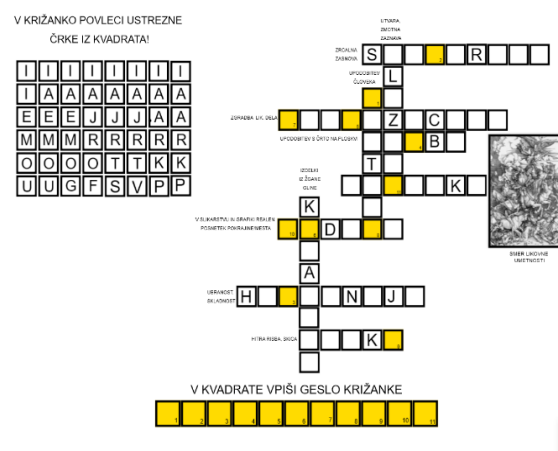 V KRIŽANKO POVLECI USTREZNE
ČRKE IZ KVADRATA!
I I I I I I I I
I A A A A A A A
E E E J J J A A
M M M R R R R R
O O O O T T K K
U U G F S V P P
UTVARA
ZMOTNA
ZAZNAVA
ZRCALNA
ZASNOVA
S R
L
UPODOBITEV
ČLOVEKA
ZGRADBA LIK. DELA
Z C
UPODOBITEV S ČRTO NA PLOSKVI
B
T
IZDELKI
IZ ŽGANE
GLINE
K
K
V SLIKARSTVU IN GRAFIKI REALEN
POSNETEK POKRAJINE/MESTA
D
A
UBRANOST
SKLADNOST
H N J
HITRA RISBA, SKICA
K
SMER LIKOVNE
UMETNOSTI
V KVADRATE VPIŠI GESLO KRIŽANKE
1 2 3 4 5 6 7 8 9 10 11